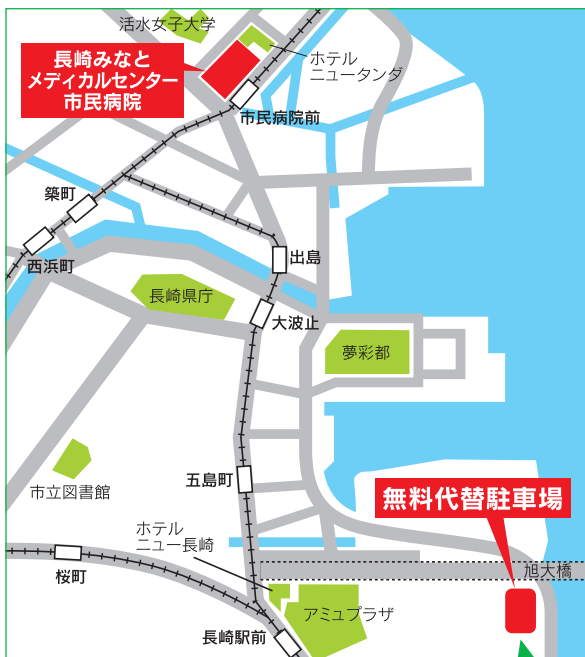 活水女子大学
長崎みなと
メディカルセンター
市民病院
ホテル
ニュータンダ
市民病院前
築町
西浜町
出島
長崎県庁
大波止
夢彩都
市立図書館
五島町
無料代替駐車場
ホテル
ニュー長崎
桜町
旭大橋
アミュプラザ
長崎駅前